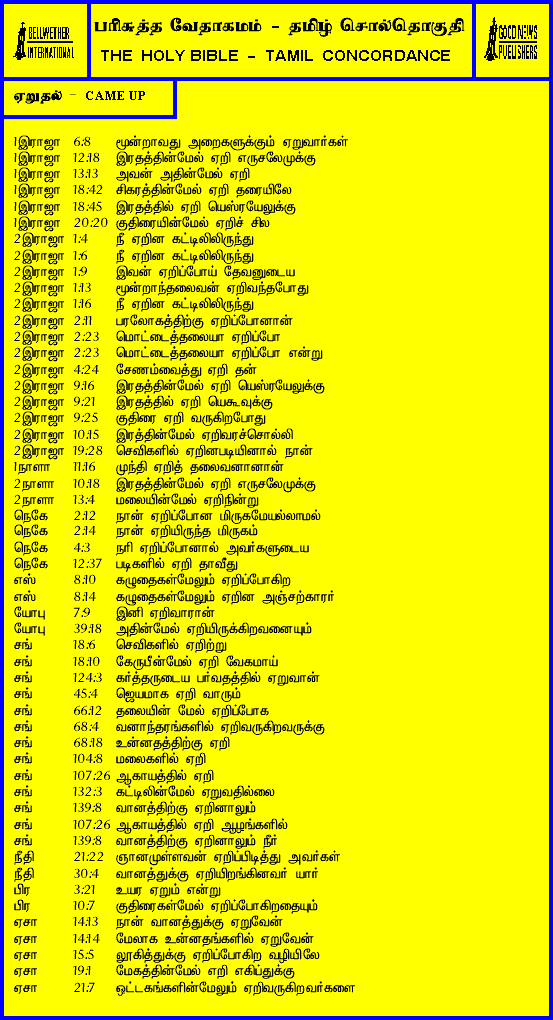 BELLWETHER
INTERNATIONAL
பரிசுத்த வேதாகமம் - தமிழ் சொல்தொகுதி
THE HOLY BIBLE - TAMIL CONCORDANCE
GOOD NEWS
PUBLISHERS
ஏறுதல் - CAME UP
1இராஜா 6:8 மூன்றாவது அறைகளுக்கும் ஏறுவார்கள்
1இராஜா 12:18 இரதத்தின்மேல் ஏறி எருசலேமுக்கு
1இராஜா 13:13 அவன் அதின்மேல் ஏறி
1இராஜா 18:42 சிகரத்தின்மேல் ஏறி தரையிலே
1இராஜா 18:45 இரதத்தில் ஏறி யெஸ்ரயேலுக்கு
1இராஜா 20:20 குதிரையின்மேல் ஏறிச் சில
2இராஜா 1:4 நீ ஏறின கட்டிலிலிருந்து
2இராஜா 1:6 நீ ஏறின கட்டிலிலிருந்து
2இராஜா 1:9 இவன் ஏறிப்போய் தேவனுடைய
2இராஜா 1:13 மூன்றாந்தலைவன் ஏறிவந்தபோது
2இராஜா 1:16 நீ ஏறின கட்டிலிலிருந்து
2இராஜா 2:11 பரலோகத்திற்கு ஏறிப்போனான்
2இராஜா 2:23 மொட்டைத்தலையா ஏறிப்போ
2இராஜா 2:23 மொட்டைத்தலையா ஏறிப்போ என்று
2இராஜா 4:24 சேணம்வைத்து ஏறி தன்
2இராஜா 9:16 இரதத்தின்மேல் ஏறி யெஸ்ரயேலுக்கு
2இராஜா 9:21 இரதத்தில் ஏறி யெகூவுக்கு
2இராஜா 9:25 குதிரை ஏறி வருகிறபோது
2இராஜா 10:15 இரத்தின்மேல் ஏறிவரச்சொல்லி
2இராஜா 19:28 செவிகளில் ஏறினபடியினால் நான்
1நாளா 11:16 முந்தி ஏறித் தலைவனானான்
2நாளா 10:18 இரதத்தின்மேல் ஏறி எருசலேமுக்கு
2நாளா 13:4 மலையின்மேல் ஏறிநின்று
நெகே 2:12 நான் ஏறிப்போன மிருகமேயல்லாமல்
நெகே 2:14 நான் ஏறியிருந்த மிருகம்
நெகே 4:3 நரி ஏறிப்போனால் அவர்களுடைய
நெகே 12:37 படிகளில் ஏறி தாவீது
எஸ் 8:10 கழுதைகள்மேலும் ஏறிப்போகிற
எஸ் 8:14 கழுதைகள்மேலும் ஏறின அஞ்சற்காரர்
யோபு 7:9 இனி ஏறிவாரான்
யோபு 39:18 அதின்மேல் ஏறியிருக்கிறவனையும்
சங் 18:6 செவிகளில் ஏறிற்று
சங் 18:10 கேருபீன்மேல் ஏறி வேகமாய்
சங் 124:3 கர்த்தருடைய பர்வதத்தில் ஏறுவான்
சங் 45:4 ஜெயமாக ஏறி வாரும்
சங் 66:12 தலையின் மேல் ஏறிப்போக
சங் 68:4 வனாந்தரங்களில் ஏறிவருகிறவருக்கு
சங் 68:18 உன்னதத்திற்கு ஏறி
சங் 104:8 மலைகளில் ஏறி
சங் 107:26 ஆகாயத்தில் ஏறி
சங் 132:3 கட்டிலின்மேல் ஏறுவதில்லை
சங் 139:8 வானத்திற்கு ஏறினாலும்
சங் 107:26 ஆகாயத்தில் ஏறி ஆழங்களில்
சங் 139:8 வானத்திற்கு ஏறினாலும் நீர்
நீதி 21:22 ஞானமுள்ளவன் ஏறிப்பிடித்து அவர்கள்
நீதி 30:4 வானத்துக்கு ஏறியிறங்கினவர் யார்
பிர 3:21 உயர ஏறும் என்று
பிர 10:7 குதிரைகள்மேல் ஏறிப்போகிறதையும்
ஏசா 14:13 நான் வானத்துக்கு ஏறுவேன்
ஏசா 14:14 மேலாக உன்னதங்களில் ஏறுவேன்
ஏசா 15:5 லூகித்துக்கு ஏறிப்போகிற வழியிலே
ஏசா 19:1 மேகத்தின்மேல் எறி எகிப்துக்கு
ஏசா 21:7 ஒட்டகங்களின்மேலும் ஏறிவருகிறவர்களை